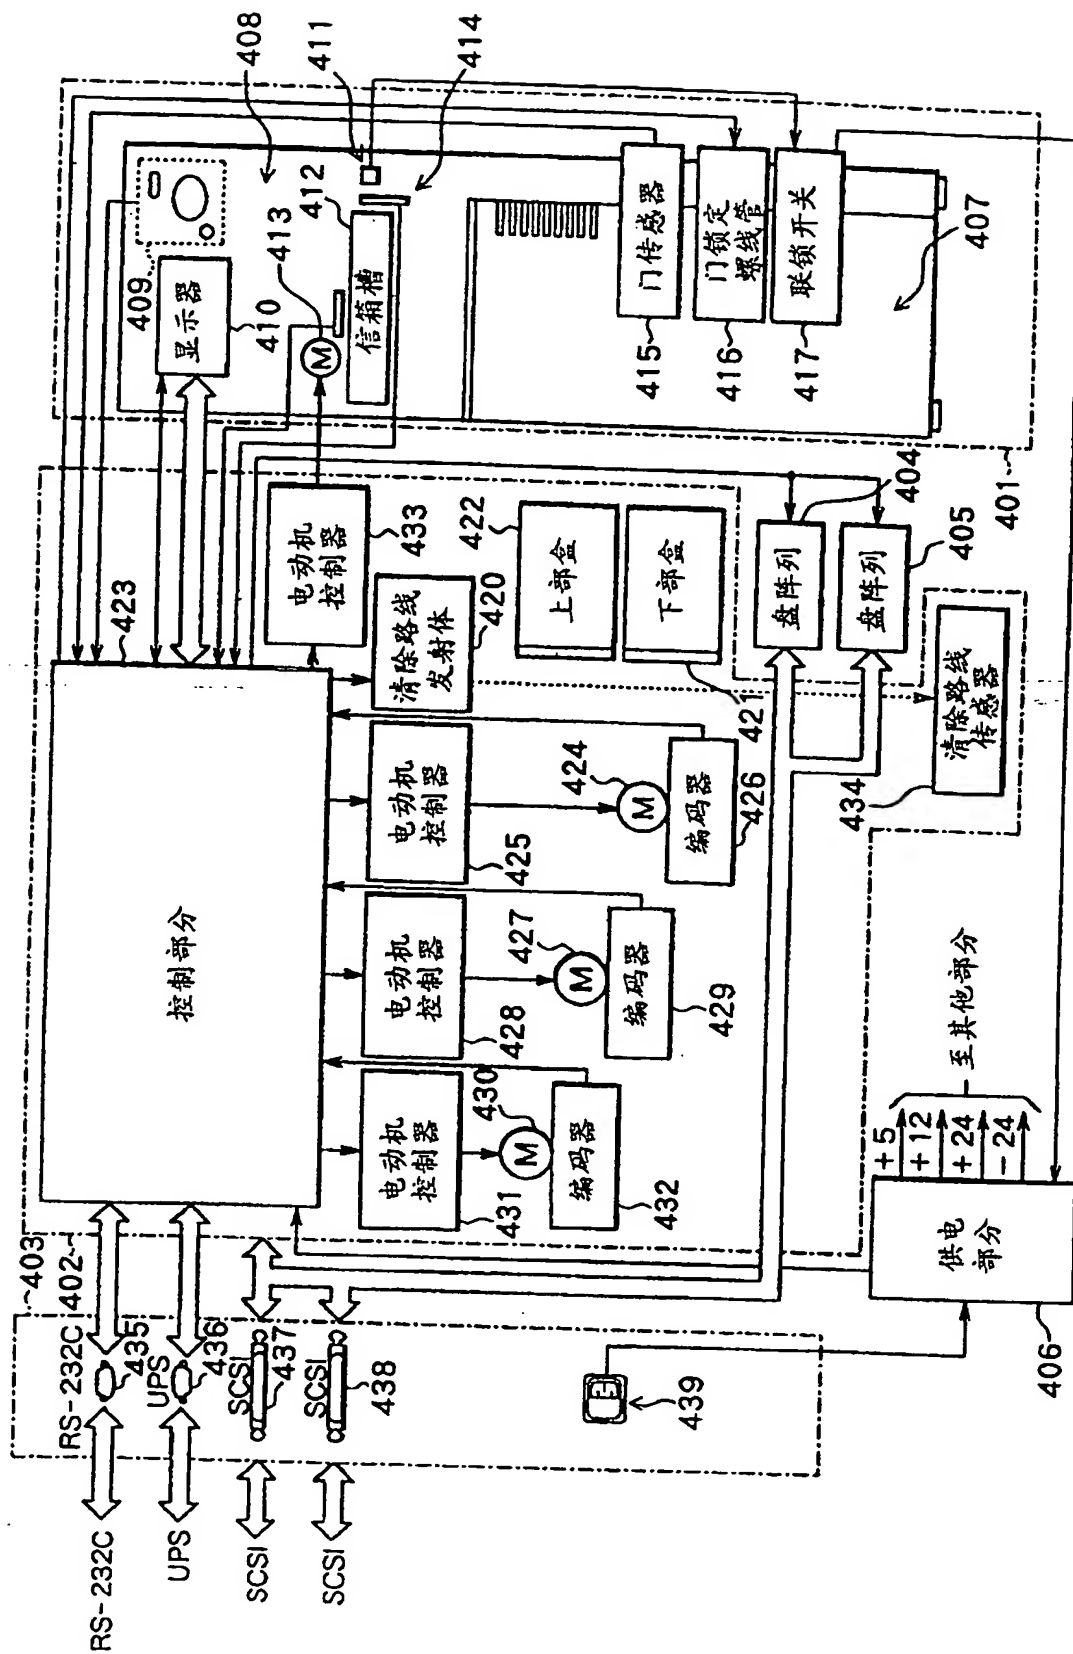 408
411
414
409
显示器
410
413
412
信箱槽
门传感器
415
门锁定
螺线管
416
联锁开关
417
407
401
423
电动机
控制器
433
清除路线
发射体
420
上部盒
422
下部盒
421
盘阵列
404
盘阵列
405
清除路线
传感器
434
控制部分
电动机
控制器
425
M
424
编码器
426
电动机
控制器
428
M
427
编码器
429
电动机
控制器
431
M
430
编码器
432
M
403
402
RS-232C
435
UPS
436
SCSI
437
SCSI
438
439
RS-232C
UPS
SCSI
SCSI
供电
部分
406
+5
+12
+24
-24
至其他部分